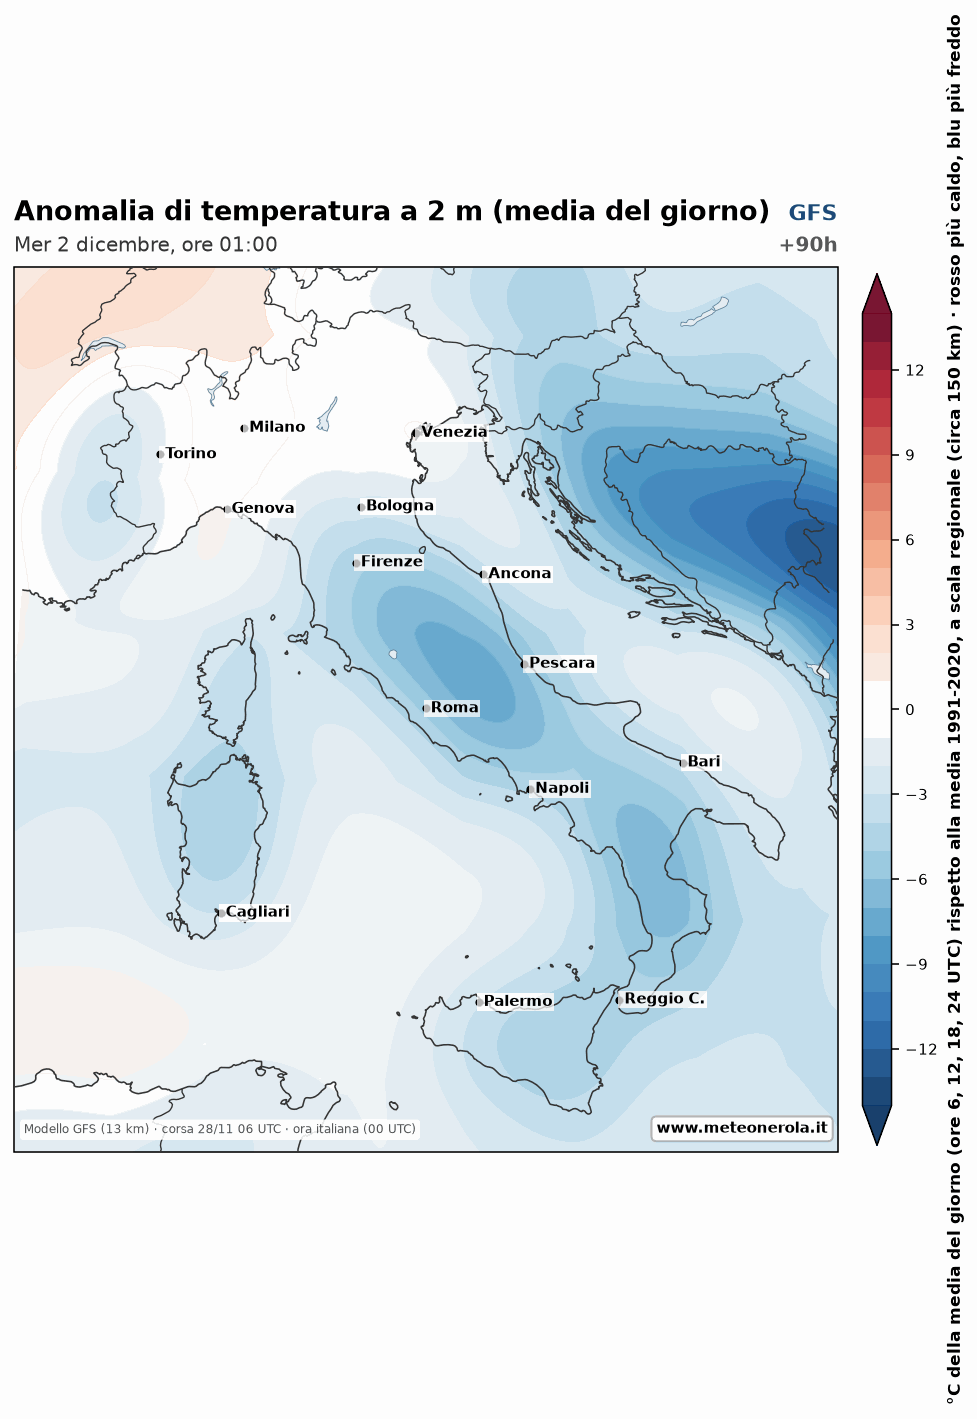 Anomalia di temperatura a 2 m (media del giorno) GFS
Mer 2 dicembre, ore 01:00 +90h
Milano
Venezia
Torino
Genova
Bologna
Firenze
Ancona
Pescara
Roma
Bari
Napoli
Cagliari
Palermo
Reggio C.
Modello GFS (13 km) · corsa 28/11 06 UTC · ora italiana (00 UTC)
www.meteonerola.it
12
9
6
3
0
−3
−6
−9
−12
°C della media del giorno (ore 6, 12, 18, 24 UTC) rispetto alla media 1991-2020, a scala regionale (circa 150 km) · rosso più caldo, blu più freddo